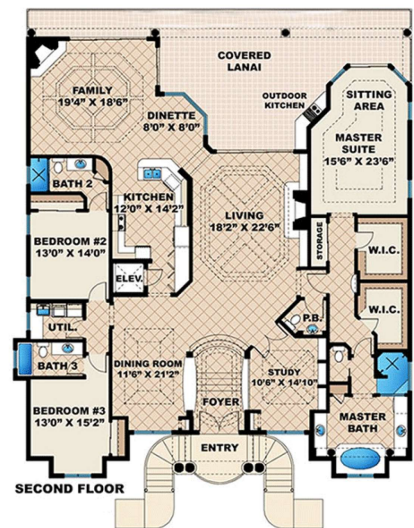 COVERED
LANAI
FAMILY
19'4" X 18'6"
DINETTE
8'0" X 8'0"
OUTDOOR
KITCHEN
SITTING
AREA
MASTER
SUITE
15'6" X 23'6"
BATH 2
KITCHEN
12'0" X 14'2"
LIVING
18'2" X 22'6"
STORAGE
W.I.C.
BEDROOM #2
13'0" X 14'0"
ELEV.
W.I.C.
UTIL.
P.B.
BATH 3
DINING ROOM
11'6" X 21'2"
STUDY
10'6" X 14'10"
FOYER
BEDROOM #3
13'0" X 15'2"
MASTER
BATH
ENTRY
SECOND FLOOR